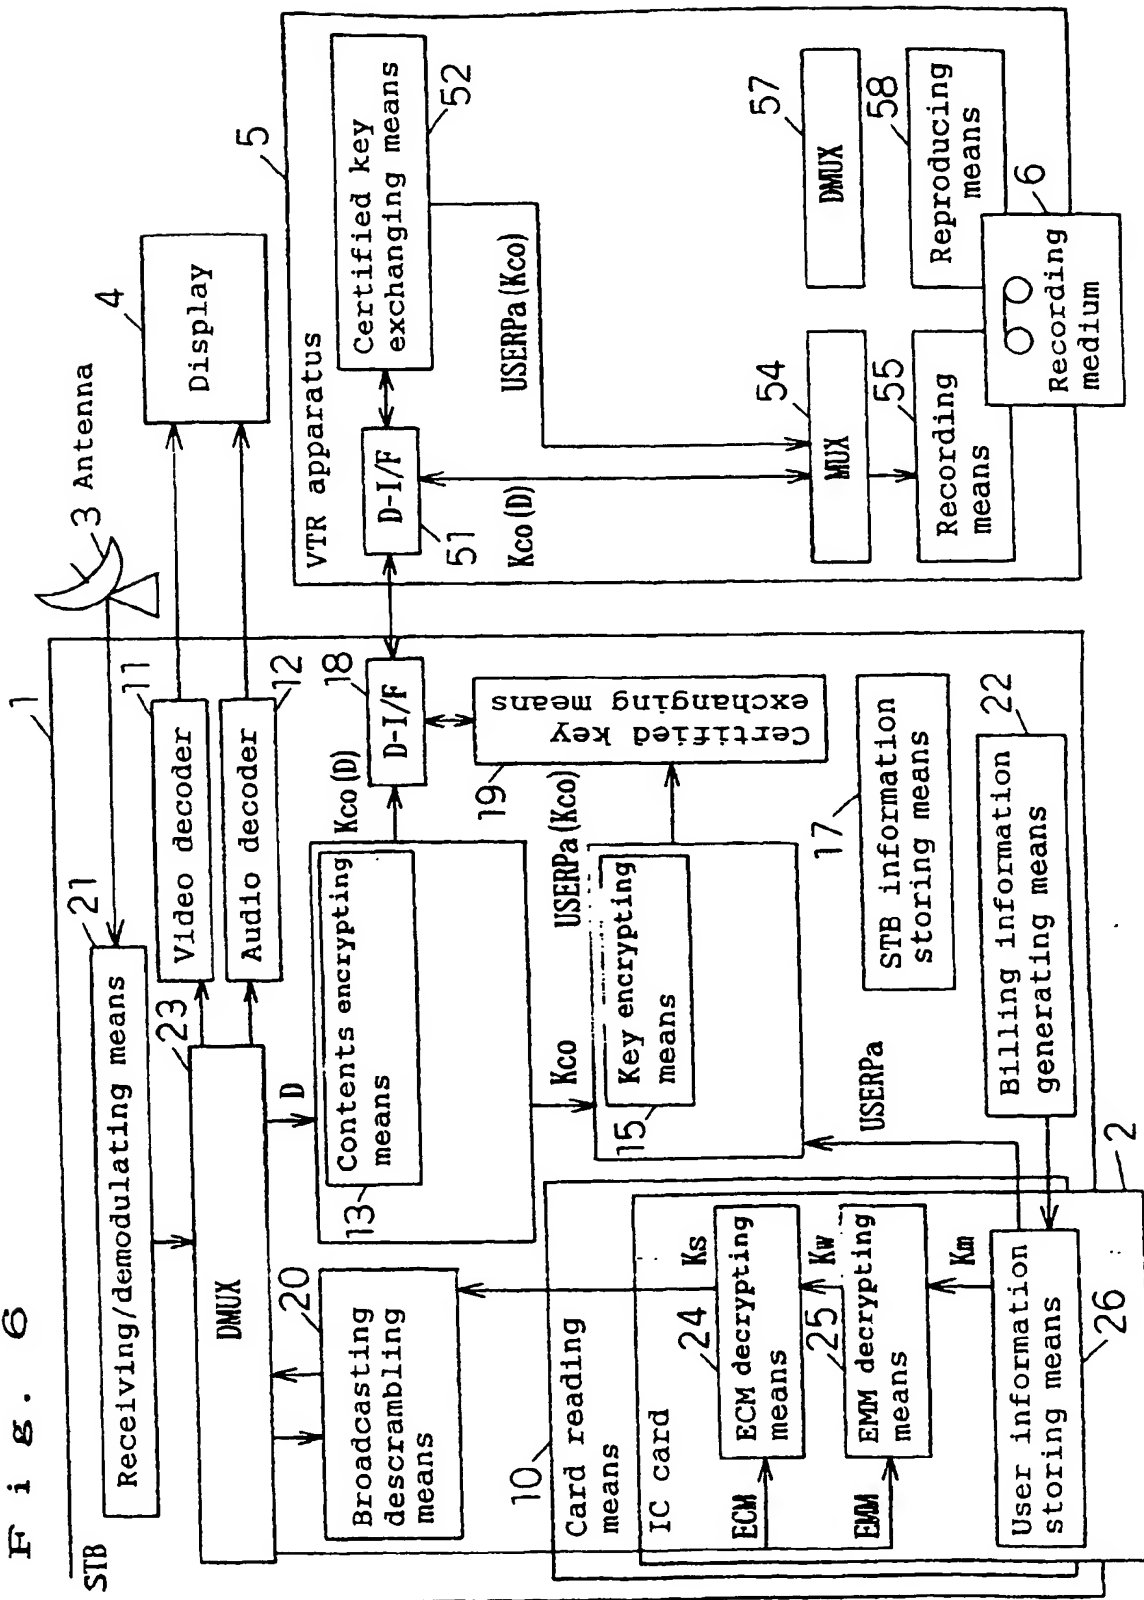 Fig. 6
STB
1
3 Antenna
Receiving/demodulating means
21
Video decoder
11
Audio decoder
12
4
Display
DMUX
23
D
Broadcasting
descrambling
means
20
Contents encrypting
means
13
Kco(D)
D-I/F
18
Certified key
exchanging means
19
Kco
USERPa(Kco)
Key encrypting
means
15
STB information
storing means
17
Billing information
generating means
22
USERPa
10
Card reading
means
IC card
2
ECM
ECM decrypting
means
24
Ks
EMM
EMM decrypting
means
25
Kw
Km
User information
storing means
26
VTR apparatus
5
D-I/F
51
Certified key
exchanging means
52
Kco(D)
USERPa(Kco)
MUX
54
DMUX
57
Recording
means
55
Reproducing
means
58
Recording
medium
6